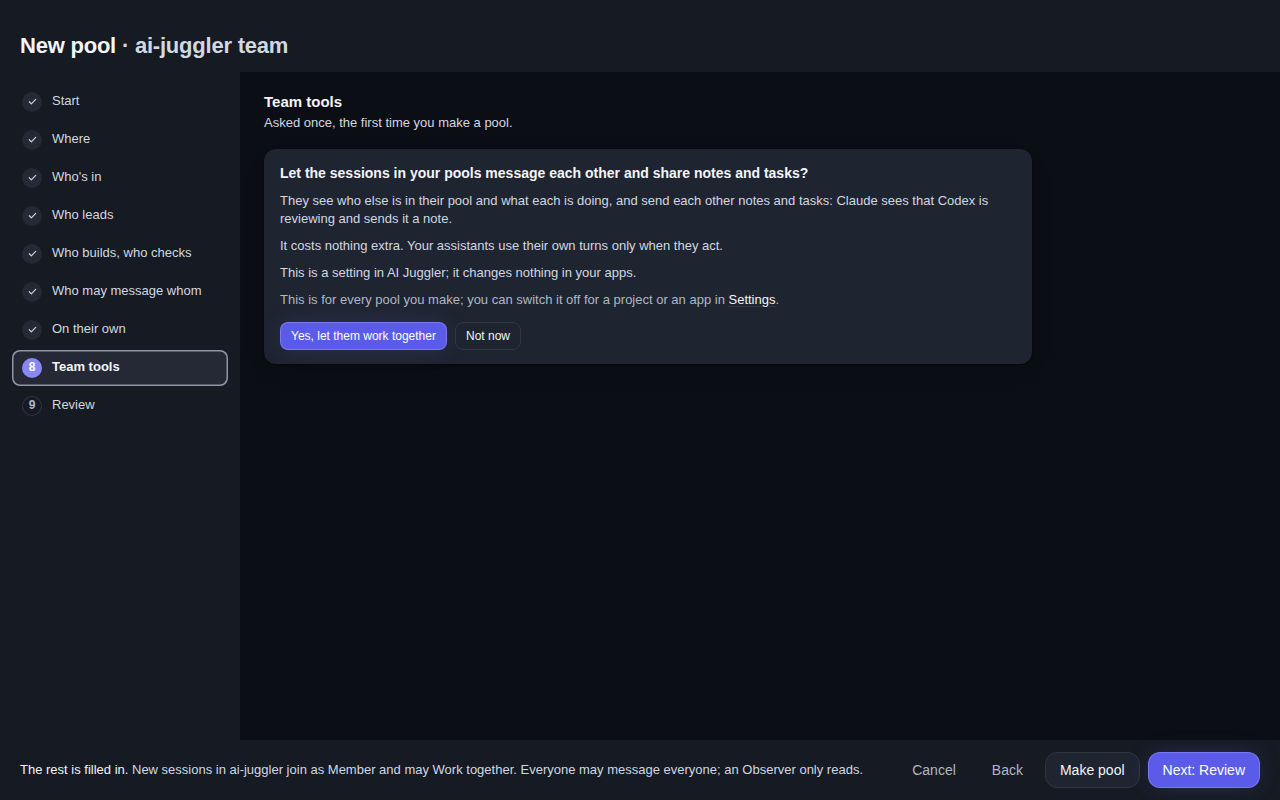 New pool · ai-juggler team
Start
Where
Who's in
Who leads
Who builds, who checks
Who may message whom
On their own
8 Team tools
9 Review
Team tools
Asked once, the first time you make a pool.
Let the sessions in your pools message each other and share notes and tasks?
They see who else is in their pool and what each is doing, and send each other notes and tasks: Claude sees that Codex is
reviewing and sends it a note.
It costs nothing extra. Your assistants use their own turns only when they act.
This is a setting in AI Juggler; it changes nothing in your apps.
This is for every pool you make; you can switch it off for a project or an app in Settings.
Yes, let them work together Not now
The rest is filled in. New sessions in ai-juggler join as Member and may Work together. Everyone may message everyone; an Observer only reads. Cancel Back Make pool Next: Review